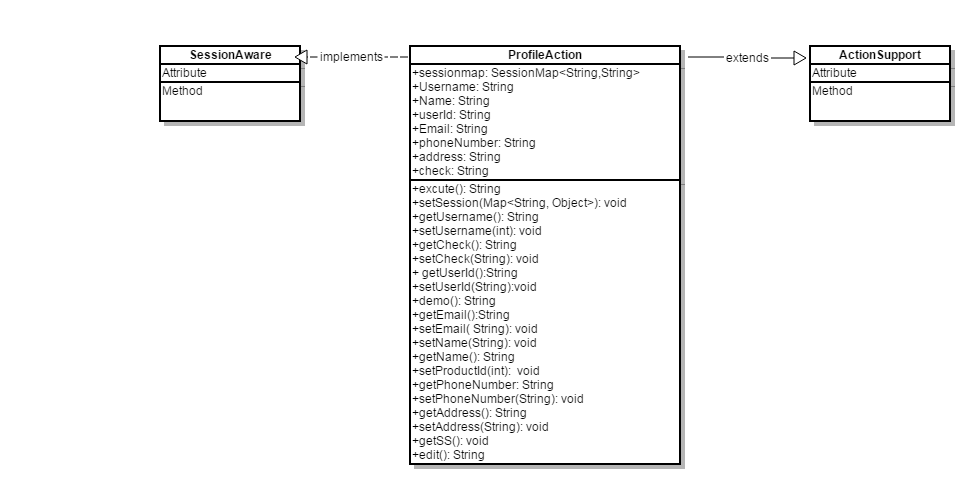 SessionAware
Attribute
Method
implements
ProfileAction
+sessionmap: SessionMap<String,String>
+Username: String
+Name: String
+userId: String
+Email: String
+phoneNumber: String
+address: String
+check: String
+excute(): String
+setSession(Map<String, Object>): void
+getUsername(): String
+setUsername(int): void
+getCheck(): String
+setCheck(String): void
+ getUserId():String
+setUserId(String):void
+demo(): String
+getEmail():String
+setEmail( String): void
+setName(String): void
+getName(): String
+setProductId(int):  void
+getPhoneNumber: String
+setPhoneNumber(String): void
+getAddress(): String
+setAddress(String): void
+getSS(): void
+edit(): String
extends
ActionSupport
Attribute
Method